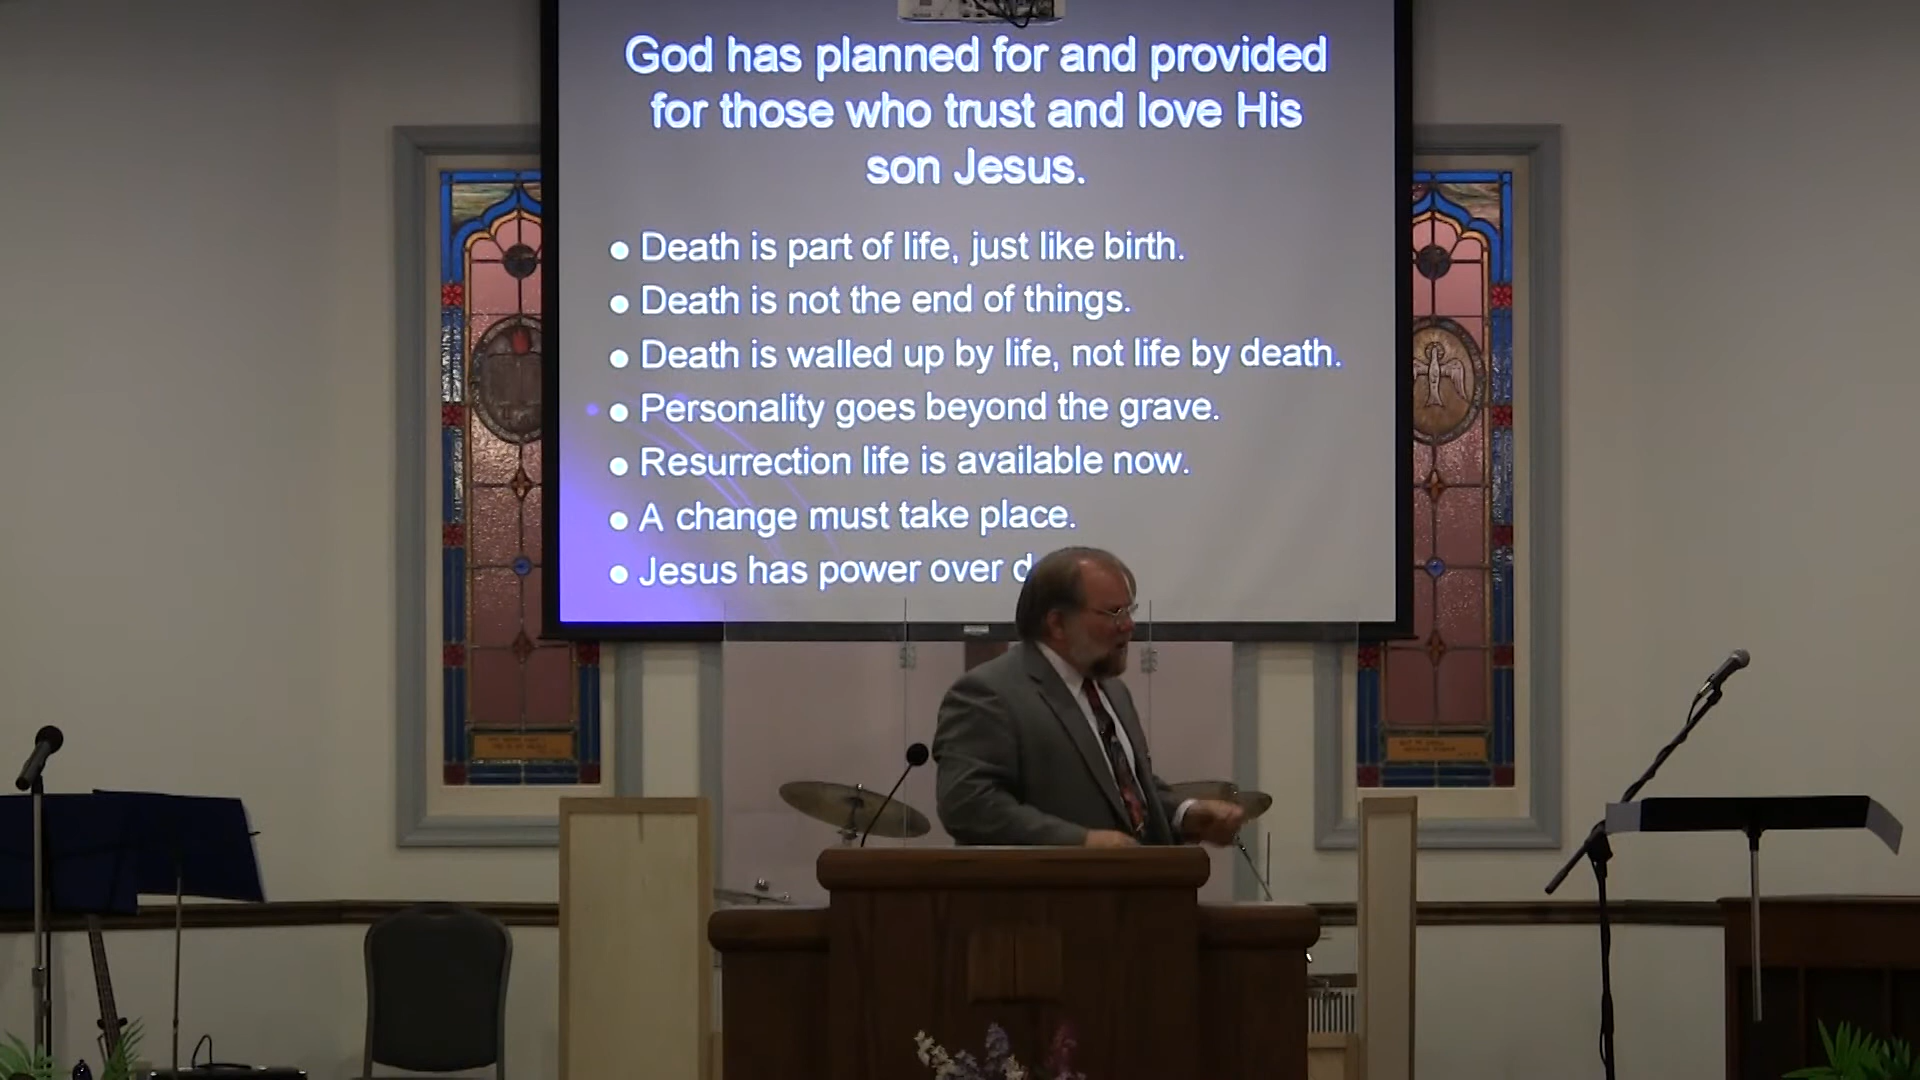 God has planned for and provided
for those who trust and love His
son Jesus.
● Death is part of life, just like birth.
● Death is not the end of things.
● Death is walled up by life, not life by death.
● Personality goes beyond the grave.
● Resurrection life is available now.
● A change must take place.
● Jesus has power over d